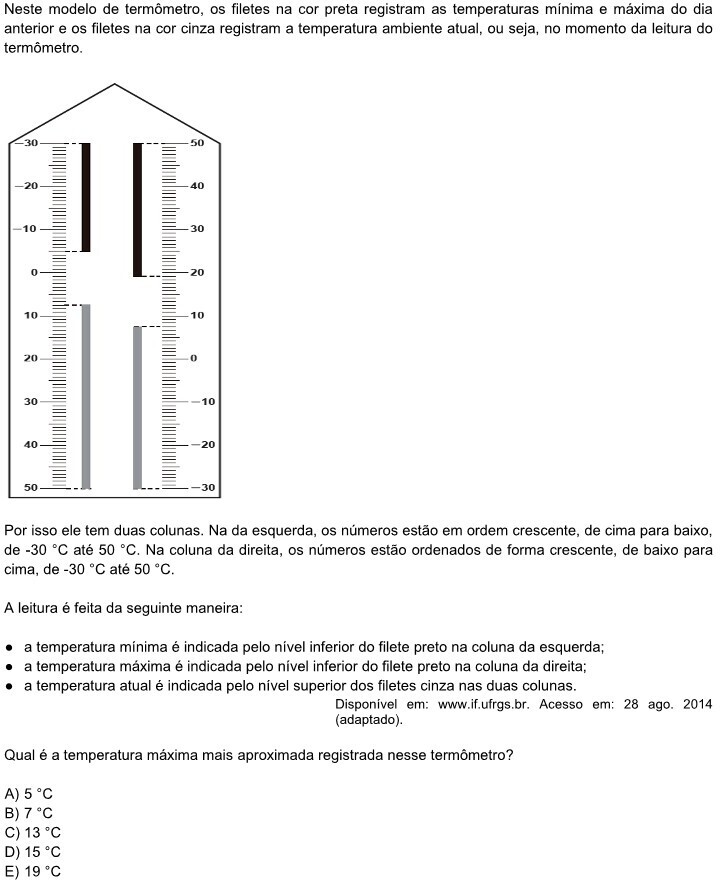 Neste modelo de termômetro, os filetes na cor preta registram as temperaturas mínima e máxima do dia
anterior e os filetes na cor cinza registram a temperatura ambiente atual, ou seja, no momento da leitura do
termômetro.
—30 50
—20 40
—10 30
0 20
10 10
20 0
30 —10
40 —20
50 —30
Por isso ele tem duas colunas. Na da esquerda, os números estão em ordem crescente, de cima para baixo,
de -30 °C até 50 °C. Na coluna da direita, os números estão ordenados de forma crescente, de baixo para
cima, de -30 °C até 50 °C.
A leitura é feita da seguinte maneira:
• a temperatura mínima é indicada pelo nível inferior do filete preto na coluna da esquerda;
• a temperatura máxima é indicada pelo nível inferior do filete preto na coluna da direita;
• a temperatura atual é indicada pelo nível superior dos filetes cinza nas duas colunas.
Disponível em: www.if.ufrgs.br. Acesso em: 28 ago. 2014
(adaptado).
Qual é a temperatura máxima mais aproximada registrada nesse termômetro?
A) 5 °C
B) 7 °C
C) 13 °C
D) 15 °C
E) 19 °C